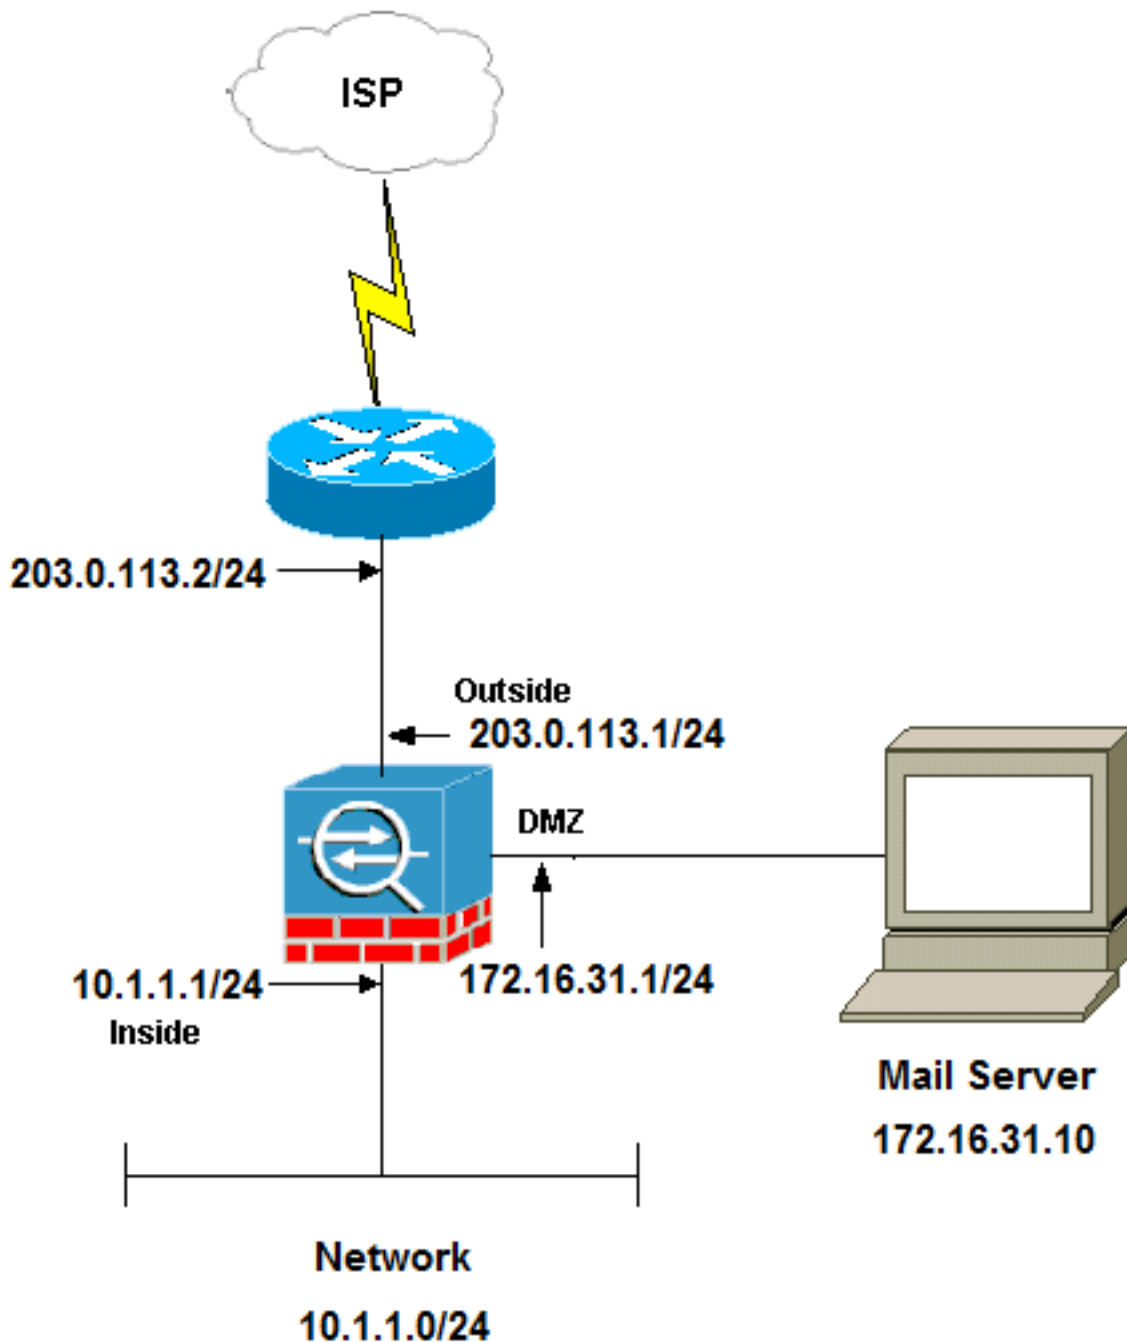 ISP
203.0.113.2/24
Outside
203.0.113.1/24
DMZ
172.16.31.1/24
10.1.1.1/24
Inside
Mail Server
172.16.31.10
Network
10.1.1.0/24